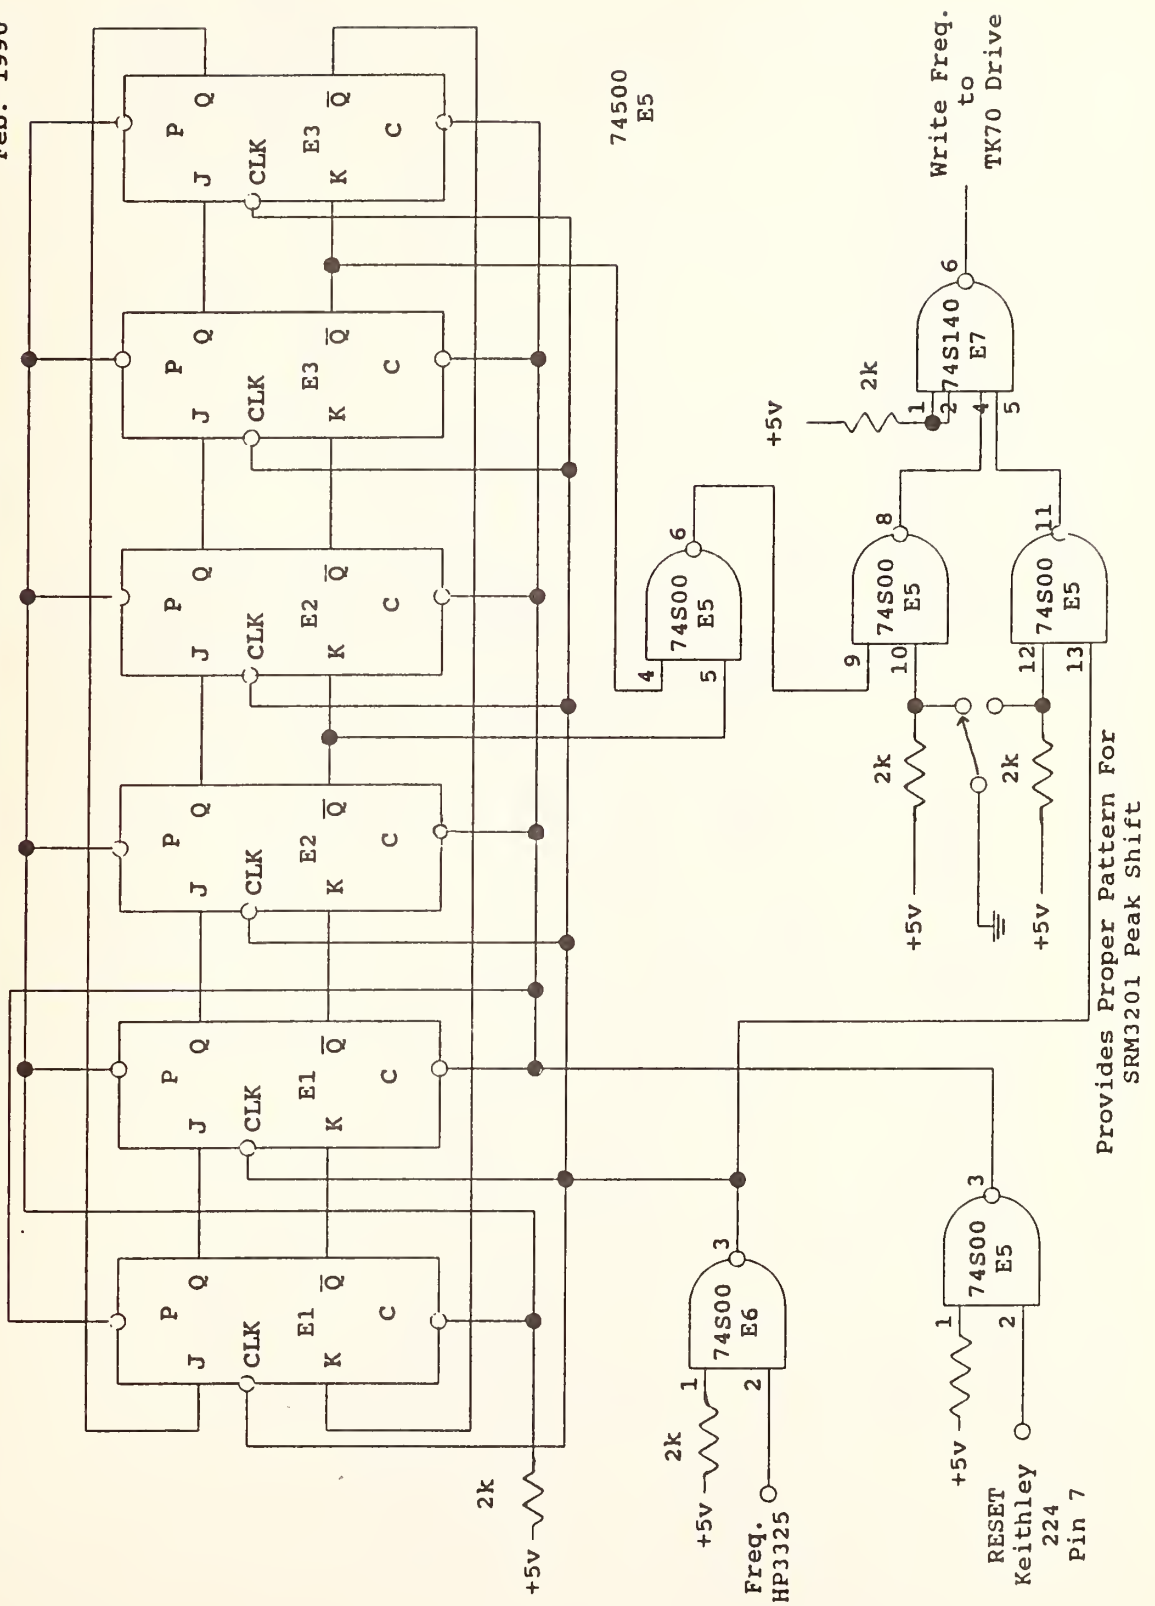 Feb. 1990
P
J Q
CLK
E1
K Q̅
C
P
J Q
CLK
E1
K Q̅
C
P
J Q
CLK
E2
K Q̅
C
P
J Q
CLK
E2
K Q̅
C
P
J Q
CLK
E3
K Q̅
C
P
J Q
CLK
E3
K Q̅
C
2k
+5v
74500
E5
2k
+5v
1
2
3
74S00
E6
Freq.
HP3325
4
5
6
74S00
E5
+5v
2k
1
2
4
5
6
74S140
E7
Write Freq.
to
TK70 Drive
9
10
8
74S00
E5
2k
+5v
2k
+5v
12
13
11
74S00
E5
+5v
1
2
3
74S00
E5
RESET
Keithley
224
Pin 7
Provides Proper Pattern For
SRM3201 Peak Shift